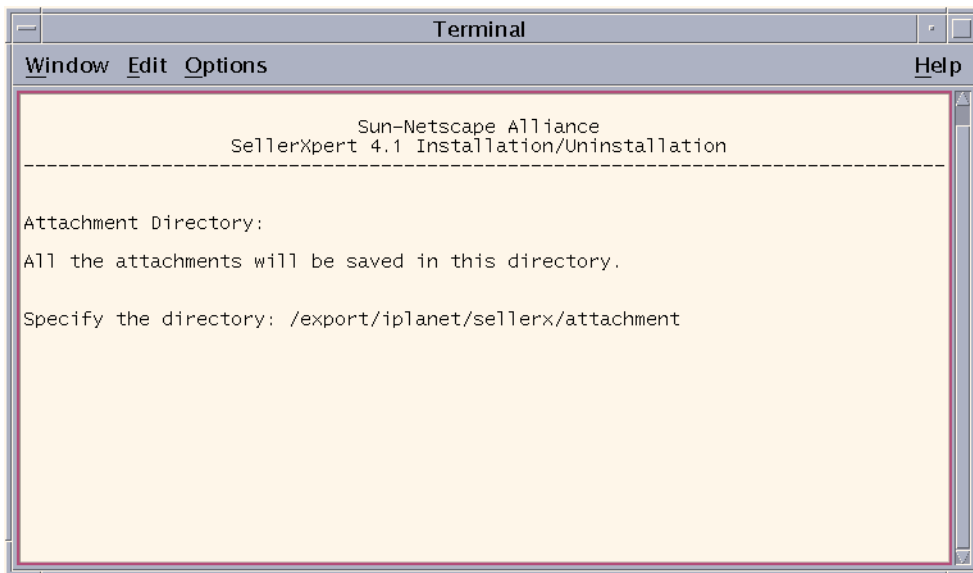 Terminal
Window Edit Options Help
Sun-Netscape Alliance
SellerXpert 4.1 Installation/Uninstallation
--------------------------------------------------------------------------------
Attachment Directory:
All the attachments will be saved in this directory.
Specify the directory: /export/iplanet/sellerx/attachment